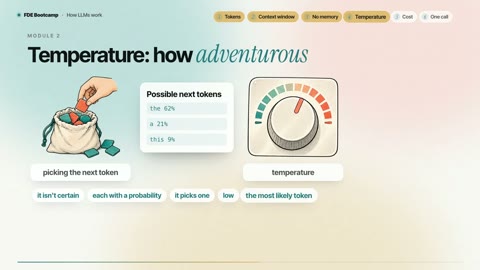 FDE Bootcamp · How LLMs work
Tokens
Context window
No memory
Temperature
Cost
One call
MODULE 2
Temperature: how adventurous
Possible next tokens
the 62%
a 21%
this 9%
picking the next token
temperature
it isn't certain
each with a probability
it picks one
low
the most likely token